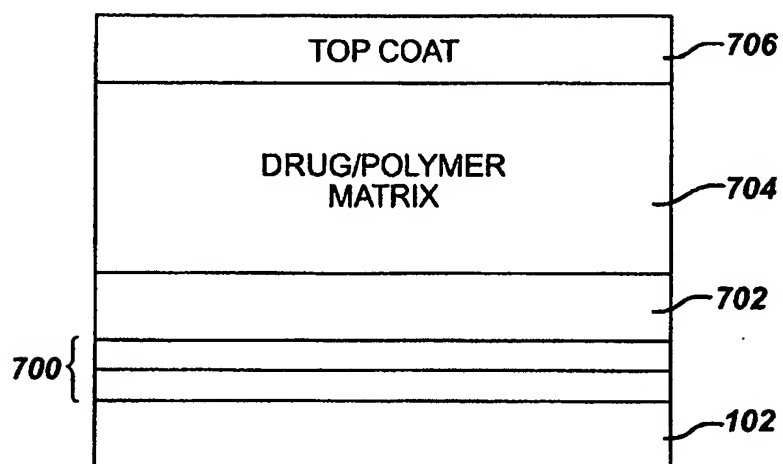 TOP COAT
706
DRUG/POLYMER
MATRIX
704
702
700
102